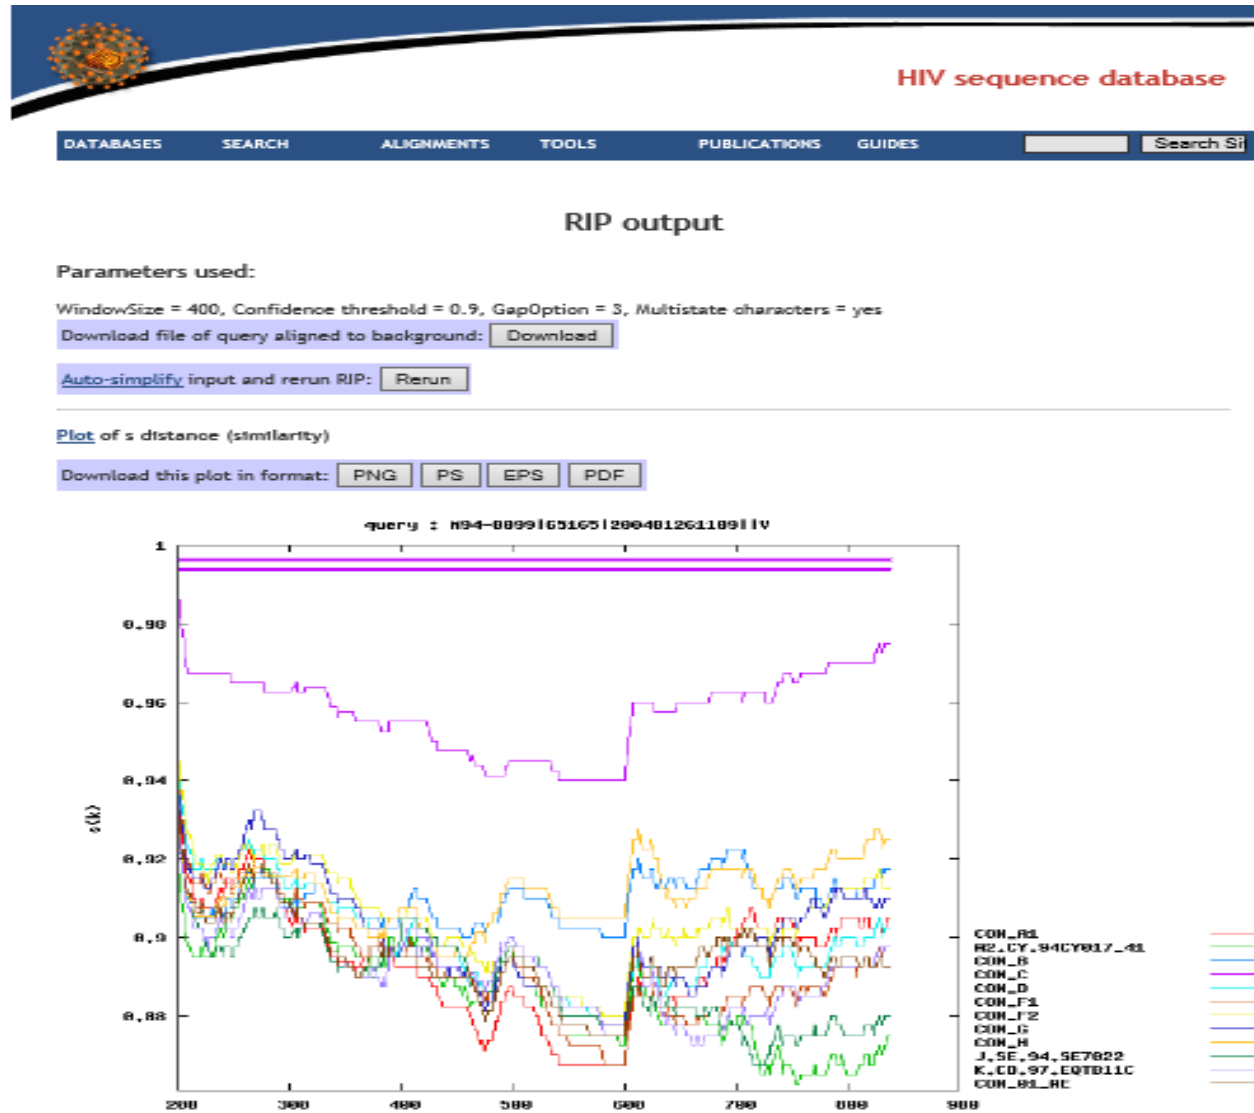 HIV sequence database
DATABASES SEARCH ALIGNMENTS TOOLS PUBLICATIONS GUIDES Search Sit
RIP output
Parameters used:
WindowSize = 400, Confidence threshold = 0.9, GapOption = 3, Multistate characters = yes
Download file of query aligned to background: Download
Auto-simplify input and rerun RIP: Rerun
Plot of s distance (similarity)
Download this plot in format: PNG PS EPS PDF
query : |200401261109||V
1
0.98
0.96
0.94
0.92
0.9
0.88
s(k)
200 300 400 500 600 700 800 900
CON_A1
A2.CY.94CY017_41
CON_B
CON_C
CON_D
CON_F1
CON_F2
CON_G
CON_H
J.SE.94.SE7022
K.CD.97.EQTB11C
CON_01_AE